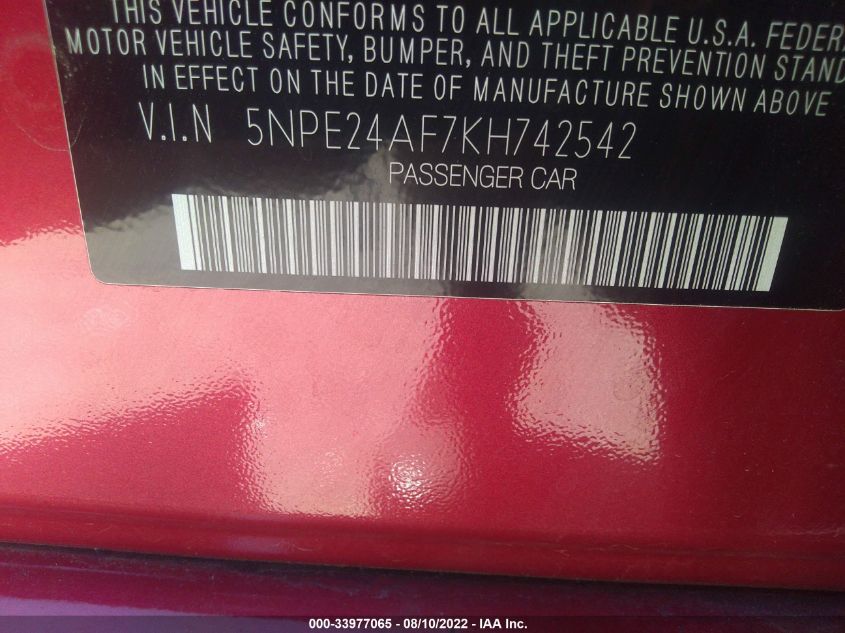 THIS VEHICLE CONFORMS TO ALL APPLICABLE U.S.A. FEDER
MOTOR VEHICLE SAFETY, BUMPER, AND THEFT PREVENTION STAND
IN EFFECT ON THE DATE OF MANUFACTURE SHOWN ABOVE
V.I.N 5NPE24AF7KH742542
PASSENGER CAR
000-33977065 - 08/10/2022 - IAA Inc.